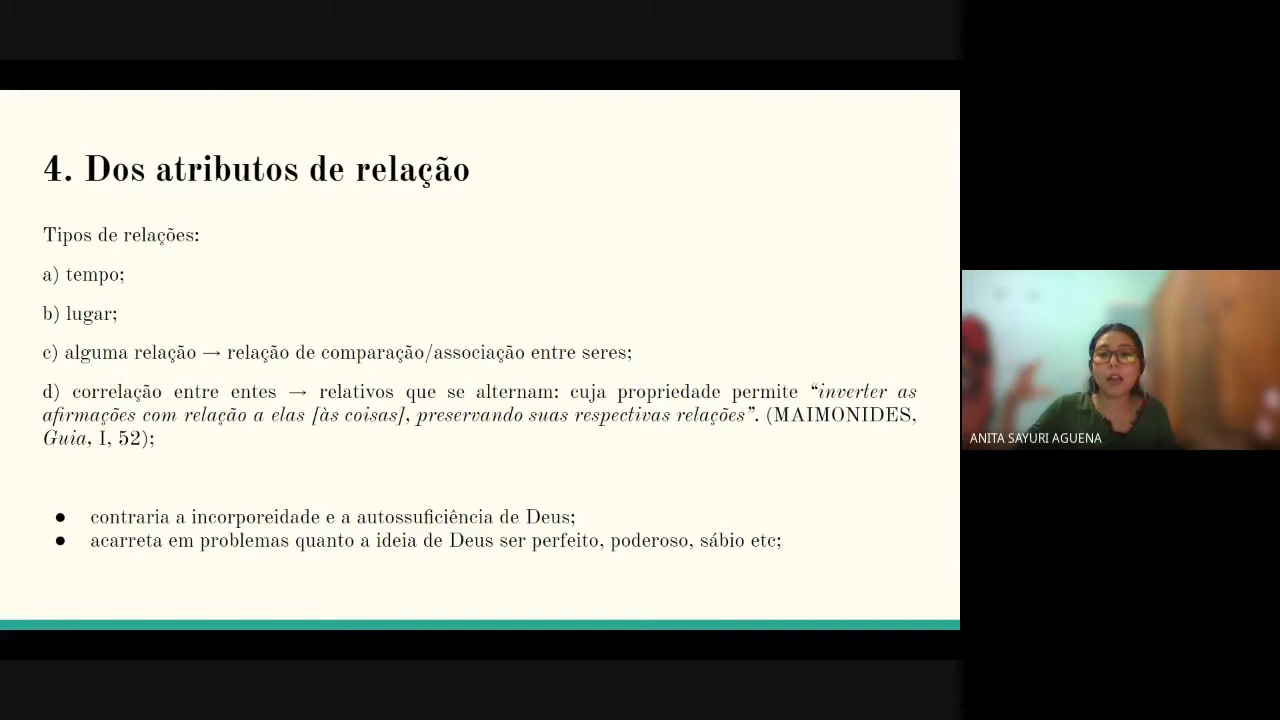 4. Dos atributos de relação
Tipos de relações:
a) tempo;
b) lugar;
c) alguma relação → relação de comparação/associação entre seres;
d) correlação entre entes → relativos que se alternam: cuja propriedade permite “inverter as
afirmações com relação a elas [às coisas], preservando suas respectivas relações”. (MAIMONIDES,
Guia, I, 52);
● contraria a incorporeidade e a autossuficiência de Deus;
● acarreta em problemas quanto a ideia de Deus ser perfeito, poderoso, sábio etc;
ANITA SAYURI AGUENA